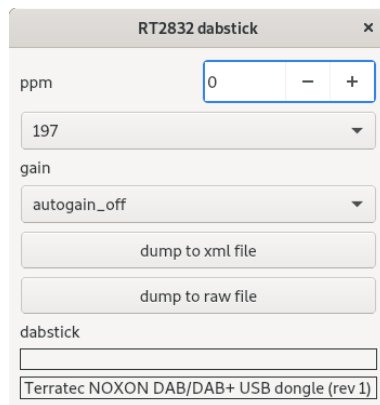 RT2832 dabstick ×
ppm 0 − +
197
gain
autogain_off
dump to xml file
dump to raw file
dabstick
Terratec NOXON DAB/DAB+ USB dongle (rev 1)